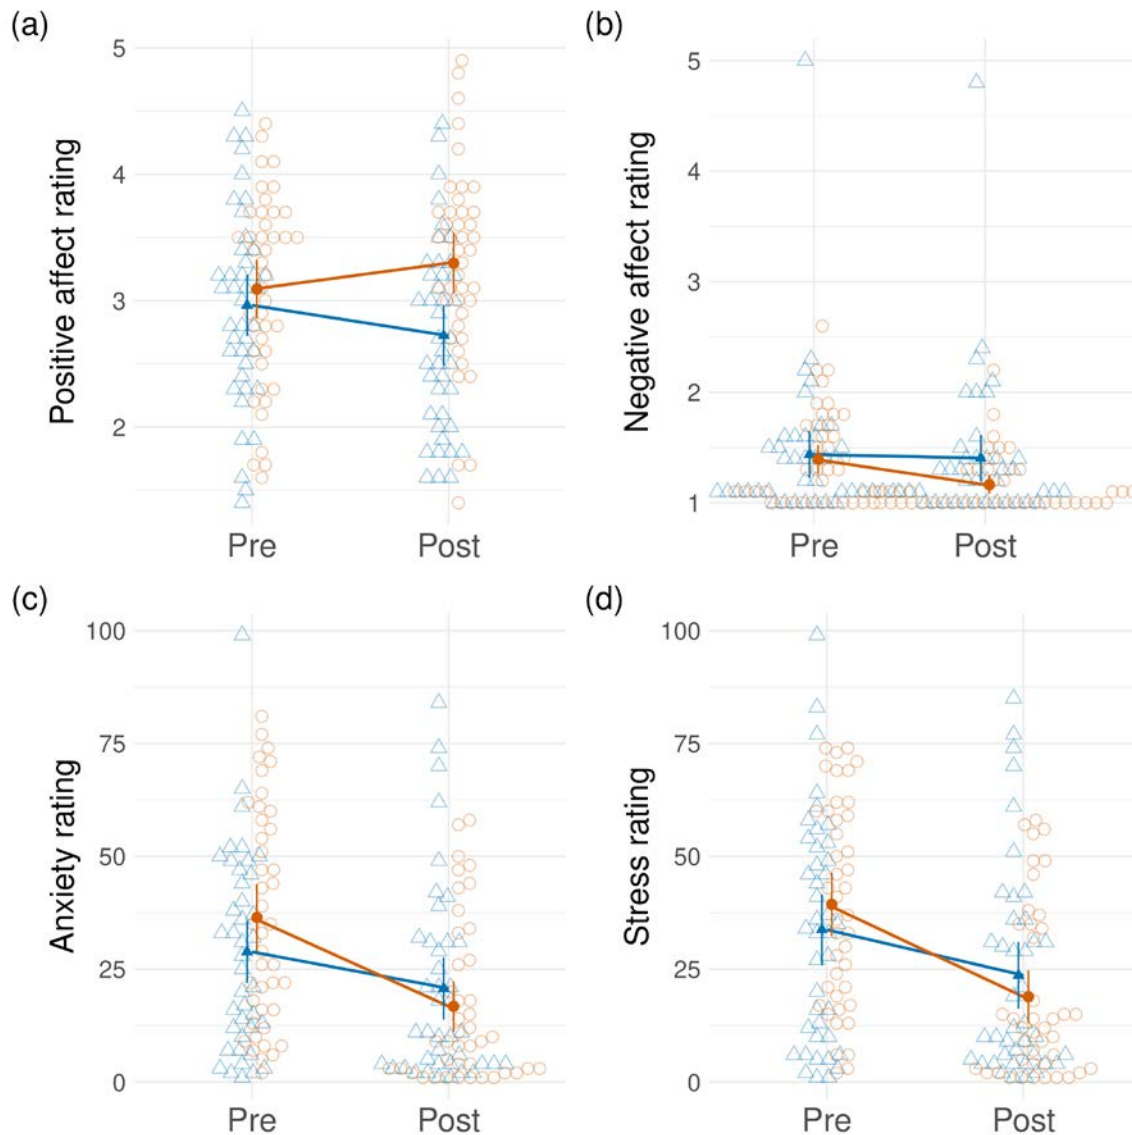 (a)
Positive affect rating
5
4
3
2
Pre
Post
(b)
Negative affect rating
5
4
3
2
1
Pre
Post
(c)
Anxiety rating
100
75
50
25
0
Pre
Post
(d)
Stress rating
100
75
50
25
0
Pre
Post